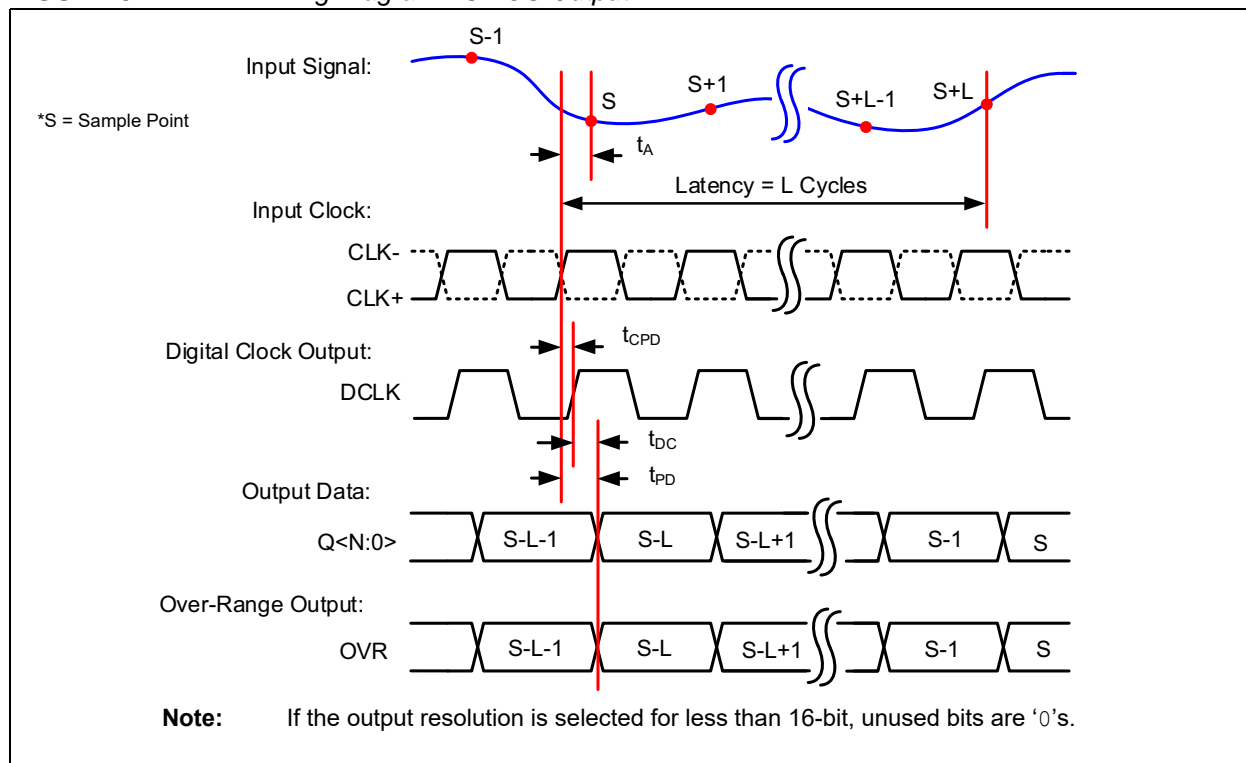 S-1
Input Signal:
S
S+1
S+L-1
S+L
*S = Sample Point
tA
Latency = L Cycles
Input Clock:
CLK-
CLK+
tCPD
Digital Clock Output:
DCLK
tDC
tPD
Output Data:
Q<N:0>
S-L-1
S-L
S-L+1
S-1
S
Over-Range Output:
OVR
S-L-1
S-L
S-L+1
S-1
S
Note: If the output resolution is selected for less than 16-bit, unused bits are ‘0’s.